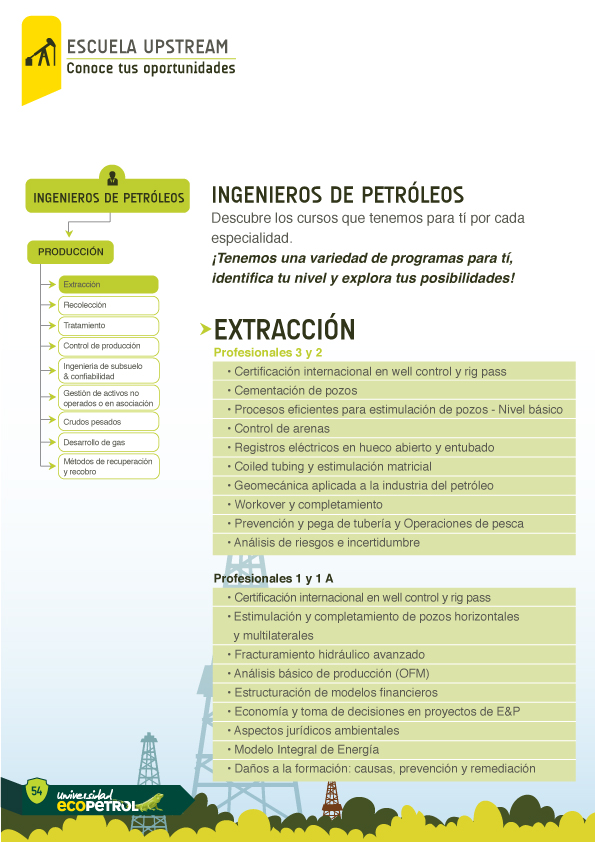 ESCUELA UPSTREAM
Conoce tus oportunidades
INGENIEROS DE PETRÓLEOS
PRODUCCIÓN
Extracción
Recolección
Tratamiento
Control de producción
Ingenieria de subsuelo
& confiabilidad
Gestión de activos no
operados o en asociación
Crudos pesados
Desarrollo de gas
Métodos de recuperación
y recobro
INGENIEROS DE PETRÓLEOS
Descubre los cursos que tenemos para tí por cada
especialidad.
¡Tenemos una variedad de programas para tí,
identifica tu nivel y explora tus posibilidades!
EXTRACCIÓN
Profesionales 3 y 2
• Certificación internacional en well control y rig pass
• Cementación de pozos
• Procesos eficientes para estimulación de pozos - Nivel básico
• Control de arenas
• Registros eléctricos en hueco abierto y entubado
• Coiled tubing y estimulación matricial
• Geomecánica aplicada a la industria del petróleo
• Workover y completamiento
• Prevención y pega de tubería y Operaciones de pesca
• Análisis de riesgos e incertidumbre
Profesionales 1 y 1 A
• Certificación internacional en well control y rig pass
• Estimulación y completamiento de pozos horizontales
y multilaterales
• Fracturamiento hidráulico avanzado
• Análisis básico de producción (OFM)
• Estructuración de modelos financieros
• Economía y toma de decisiones en proyectos de E&P
• Aspectos jurídicos ambientales
• Modelo Integral de Energía
• Daños a la formación: causas, prevención y remediación
54
universidad
ECOPETROL